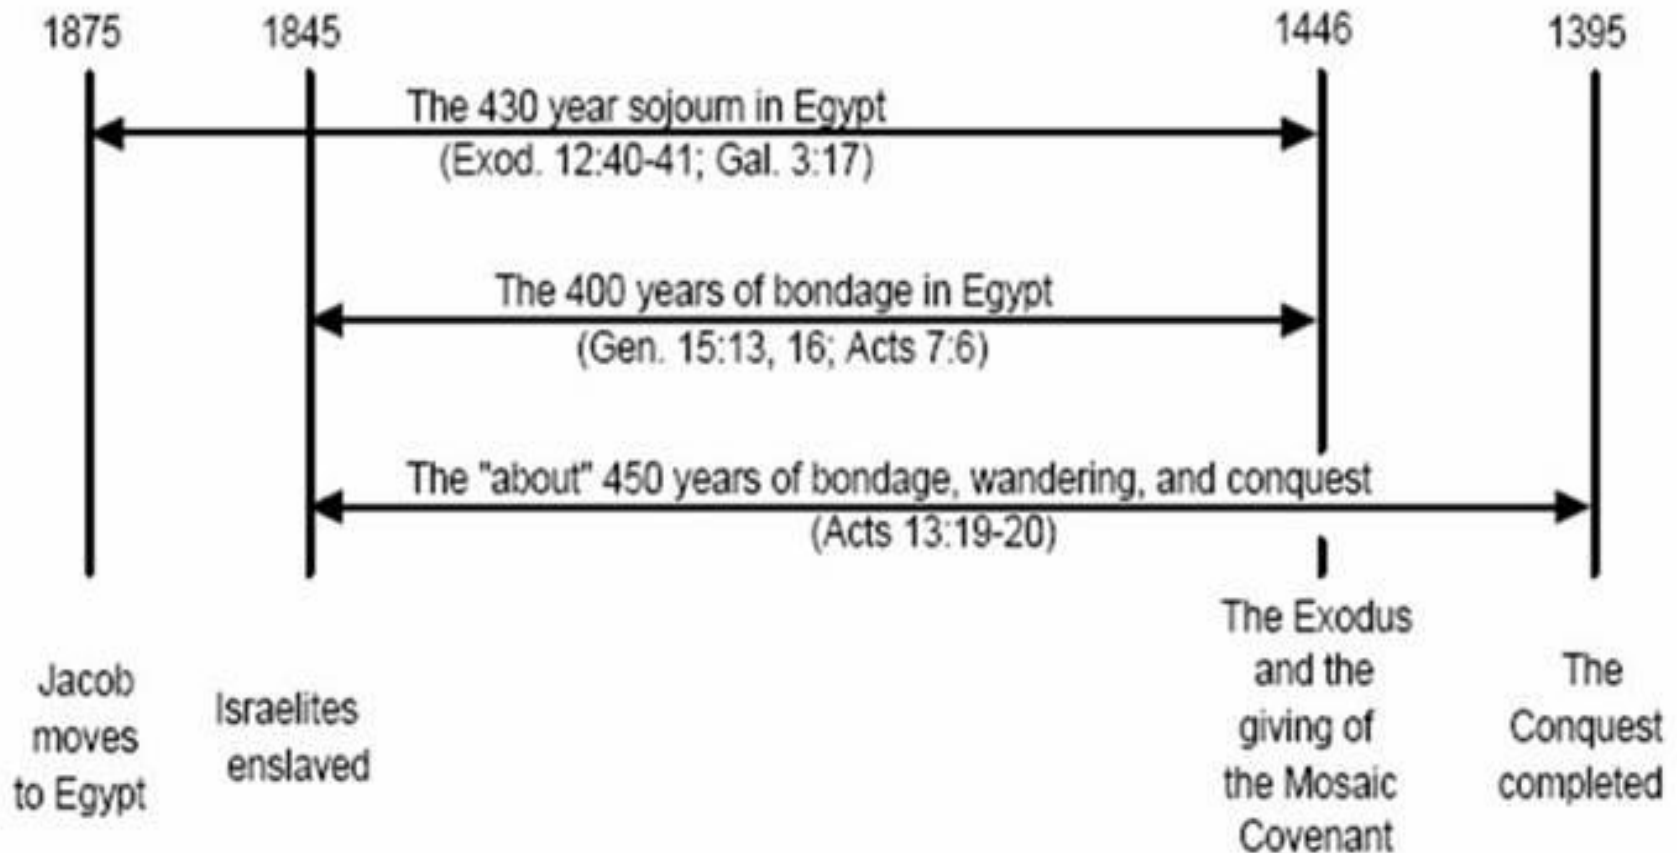 1875
1845
1446
1395
The 430 year sojourn in Egypt
(Exod. 12:40-41; Gal. 3:17)
The 400 years of bondage in Egypt
(Gen. 15:13, 16; Acts 7:6)
The "about" 450 years of bondage, wandering, and conquest
(Acts 13:19-20)
Jacob
moves
to Egypt
Israelites
enslaved
The Exodus
and the
giving of
the Mosaic
Covenant
The
Conquest
completed